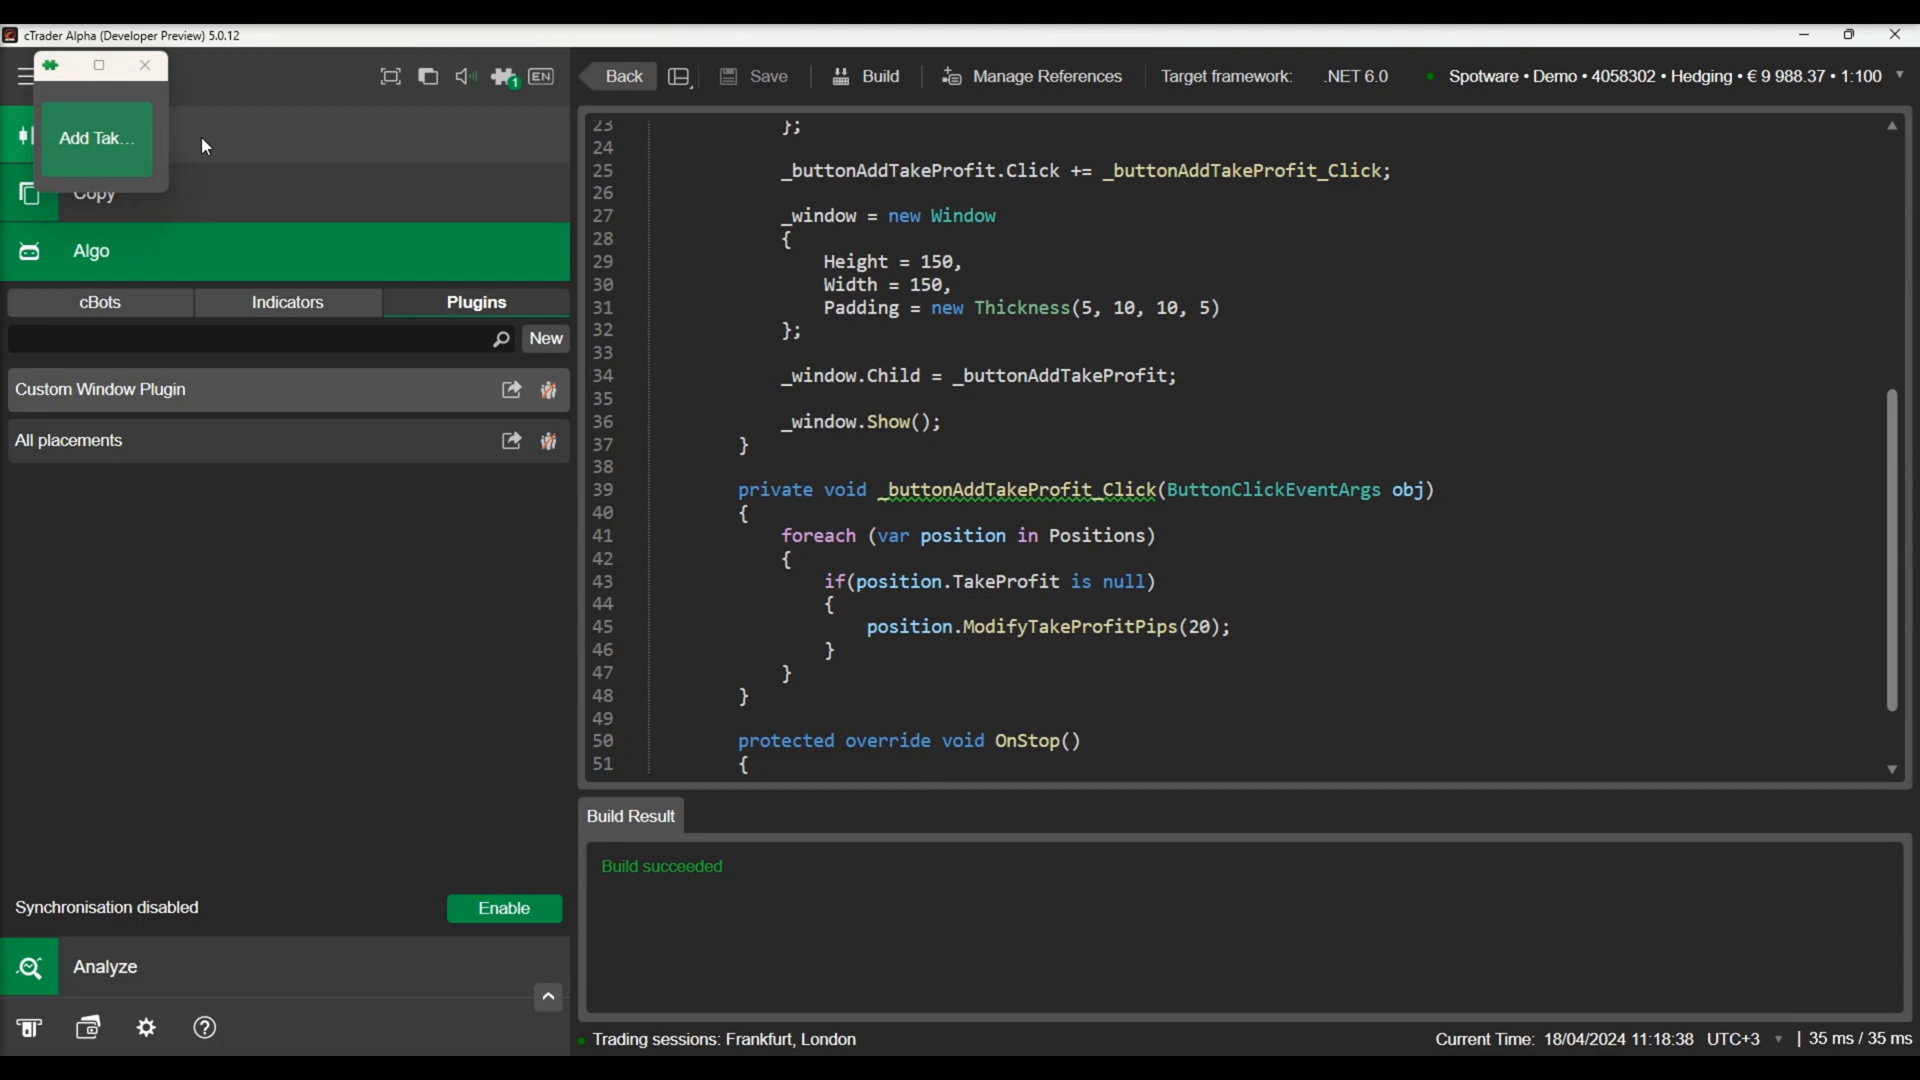 cTrader Alpha (Developer Preview) 5.0.12
Add Tak...
1
EN
Back
Save
Build
Manage References
Target framework:
.NET 6.0
Spotware • Demo • 4058302 • Hedging • € 9 988.37 • 1:100
Copy
Algo
cBots
Indicators
Plugins
New
Custom Window Plugin
All placements
Synchronisation disabled
Enable
Analyze
23 };
24
25 _buttonAddTakeProfit.Click += _buttonAddTakeProfit_Click;
26
27 _window = new Window
28 {
29 Height = 150,
30 Width = 150,
31 Padding = new Thickness(5, 10, 10, 5)
32 };
33
34 _window.Child = _buttonAddTakeProfit;
35
36 _window.Show();
37 }
38
39 private void _buttonAddTakeProfit_Click(ButtonClickEventArgs obj)
40 {
41 foreach (var position in Positions)
42 {
43 if(position.TakeProfit is null)
44 {
45 position.ModifyTakeProfitPips(20);
46 }
47 }
48 }
49
50 protected override void OnStop()
51 {
Build Result
Build succeeded
Trading sessions: Frankfurt, London
Current Time: 18/04/2024 11:18:38 UTC+3
| 35 ms / 35 ms